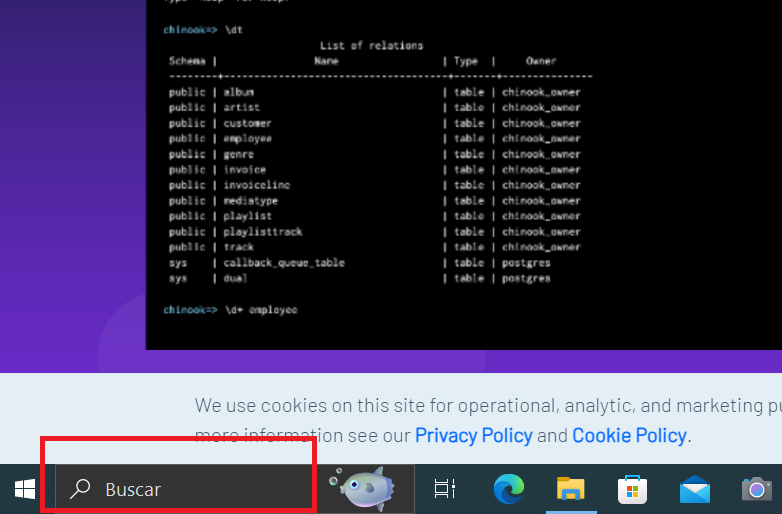 chinook=> \dt
List of relations
Schema | Name | Type | Owner
--------+------------------------------------+-------+---------------
public | album | table | chinook_owner
public | artist | table | chinook_owner
public | customer | table | chinook_owner
public | employee | table | chinook_owner
public | genre | table | chinook_owner
public | invoice | table | chinook_owner
public | invoiceline | table | chinook_owner
public | mediatype | table | chinook_owner
public | playlist | table | chinook_owner
public | playlisttrack | table | chinook_owner
public | track | table | chinook_owner
sys | callback_queue_table | table | postgres
sys | dual | table | postgres
chinook=> \d+ employee
We use cookies on this site for operational, analytic, and marketing
more information see our Privacy Policy and Cookie Policy.
Buscar